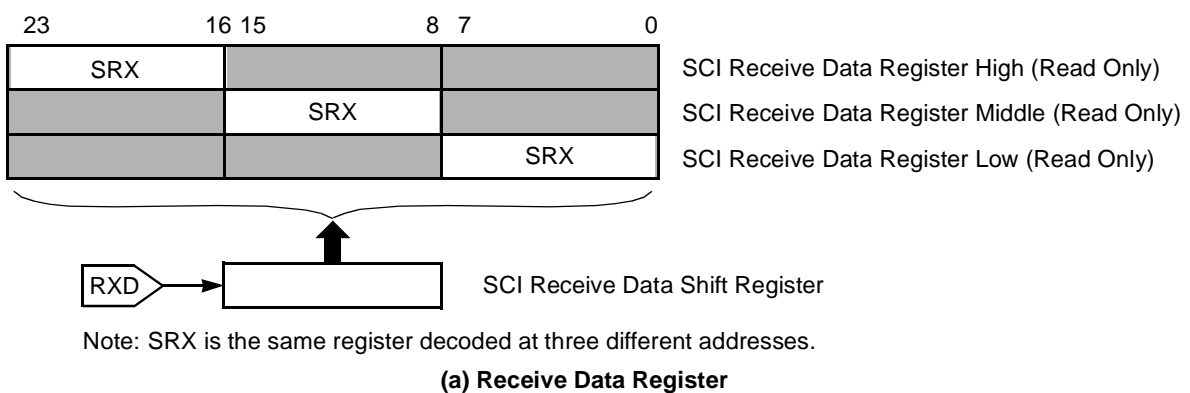 23 16 15 8 7 0
SRX SCI Receive Data Register High (Read Only)
SRX SCI Receive Data Register Middle (Read Only)
SRX SCI Receive Data Register Low (Read Only)
RXD SCI Receive Data Shift Register
Note: SRX is the same register decoded at three different addresses.
(a) Receive Data Register